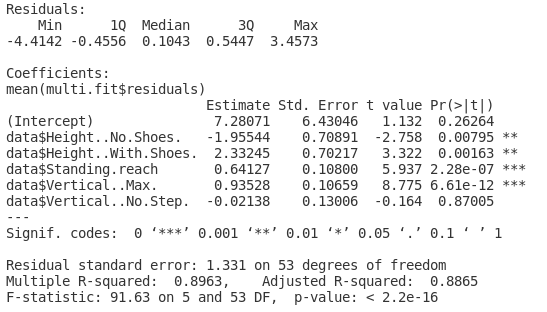 Residuals:
    Min      1Q  Median      3Q     Max
-4.4142 -0.4556  0.1043  0.5447  3.4573

Coefficients:
mean(multi.fit$residuals)
                         Estimate Std. Error t value Pr(>|t|)
(Intercept)               7.28071    6.43046   1.132  0.26264
data$Height..No.Shoes.   -1.95544    0.70891  -2.758  0.00795 **
data$Height..With.Shoes.  2.33245    0.70217   3.322  0.00163 **
data$Standing.reach       0.64127    0.10800   5.937 2.28e-07 ***
data$Vertical..Max.       0.93528    0.10659   8.775 6.61e-12 ***
data$Vertical..No.Step.  -0.02138    0.13006  -0.164  0.87005
---
Signif. codes:  0 ‘***’ 0.001 ‘**’ 0.01 ‘*’ 0.05 ‘.’ 0.1 ‘ ’ 1

Residual standard error: 1.331 on 53 degrees of freedom
Multiple R-squared:  0.8963,    Adjusted R-squared:  0.8865
F-statistic: 91.63 on 5 and 53 DF,  p-value: < 2.2e-16